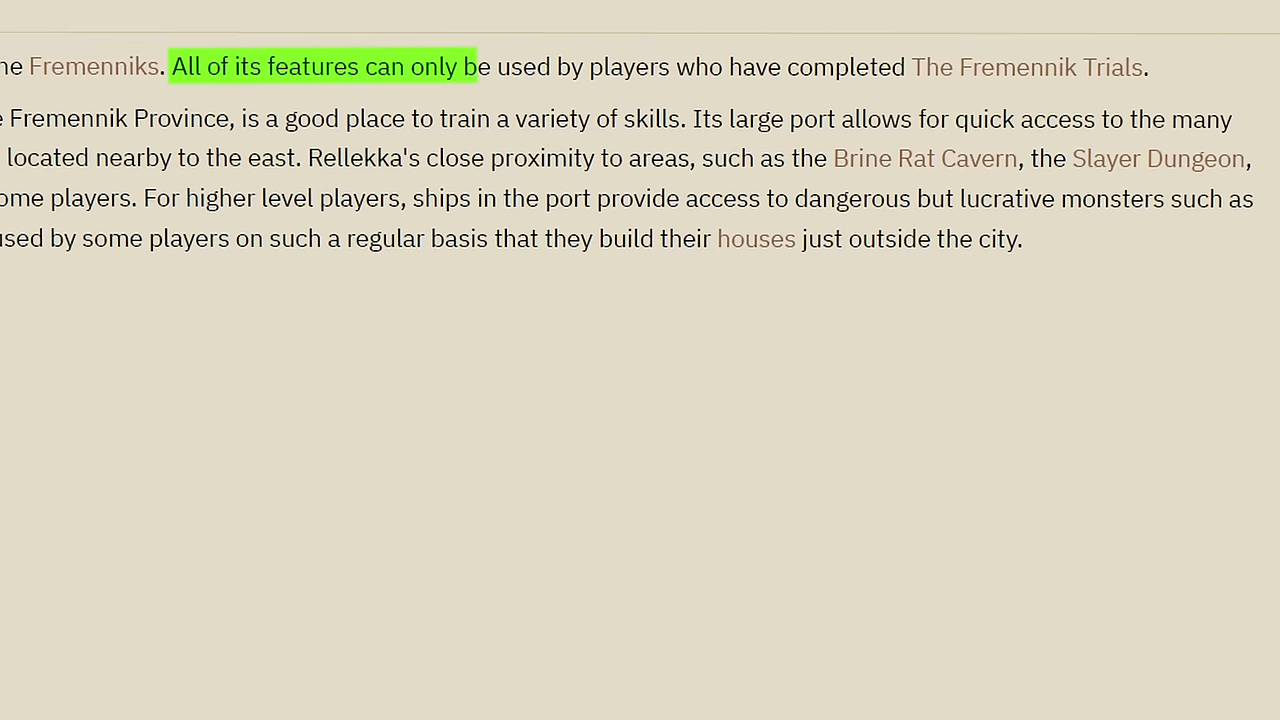 Fremenniks. All of its features can only be used by players who have completed The Fremennik Trials.
Fremennik Province, is a good place to train a variety of skills. Its large port allows for quick access to the many
located nearby to the east. Rellekka's close proximity to areas, such as the Brine Rat Cavern, the Slayer Dungeon,
players. For higher level players, ships in the port provide access to dangerous but lucrative monsters such as
by some players on such a regular basis that they build their houses just outside the city.